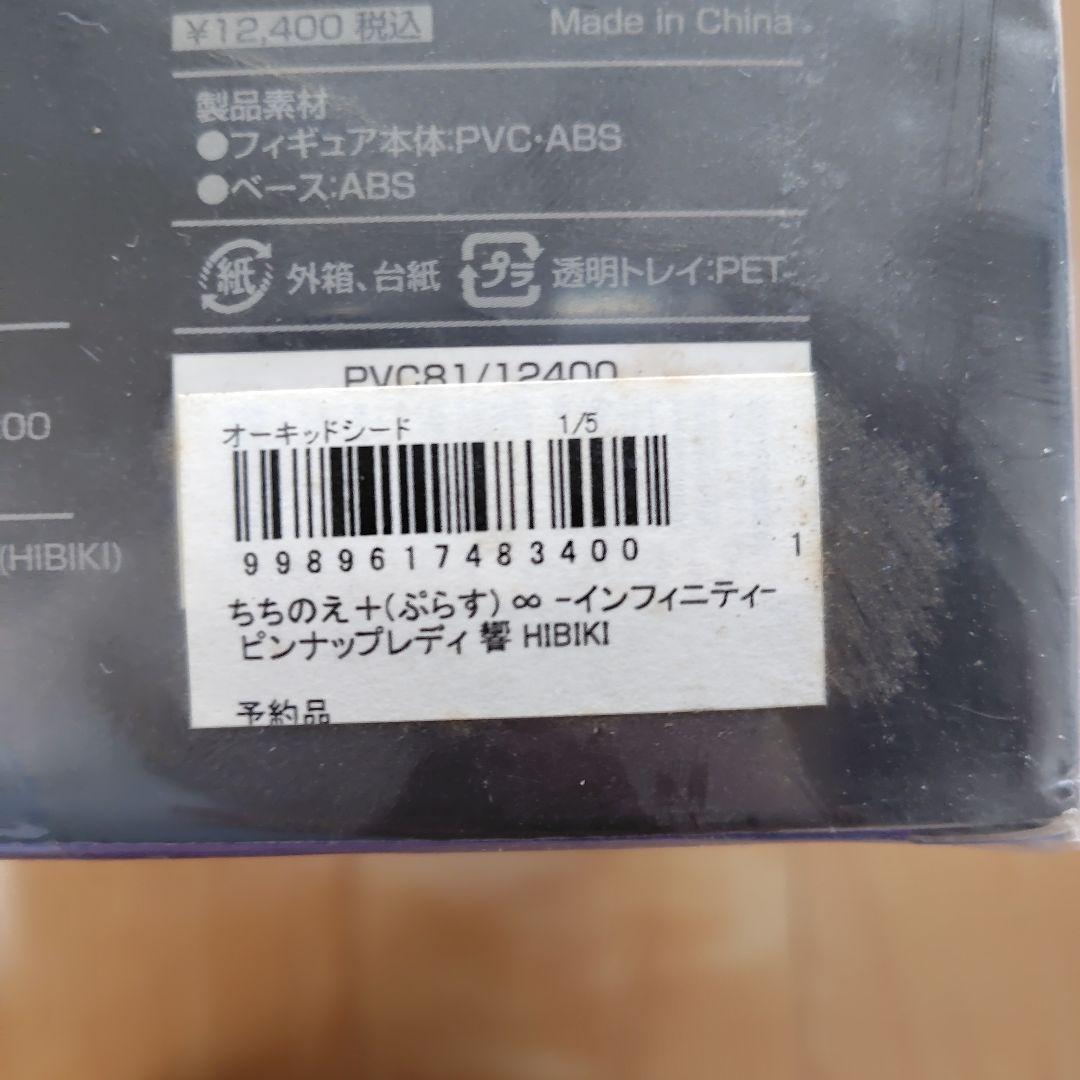 ¥12,400 税込
Made in China
製品素材
●フィギュア本体:PVC・ABS
●ベース:ABS
紙 外箱、台紙 プラ 透明トレイ:PET
PVC81/12400
オーキッドシード 1/5
9989617483400
1
ちちのえ+(ぷらす) ∞ -インフィニティ-
ピンナップレディ 響 HIBIKI
予約品
00
(HIBIKI)